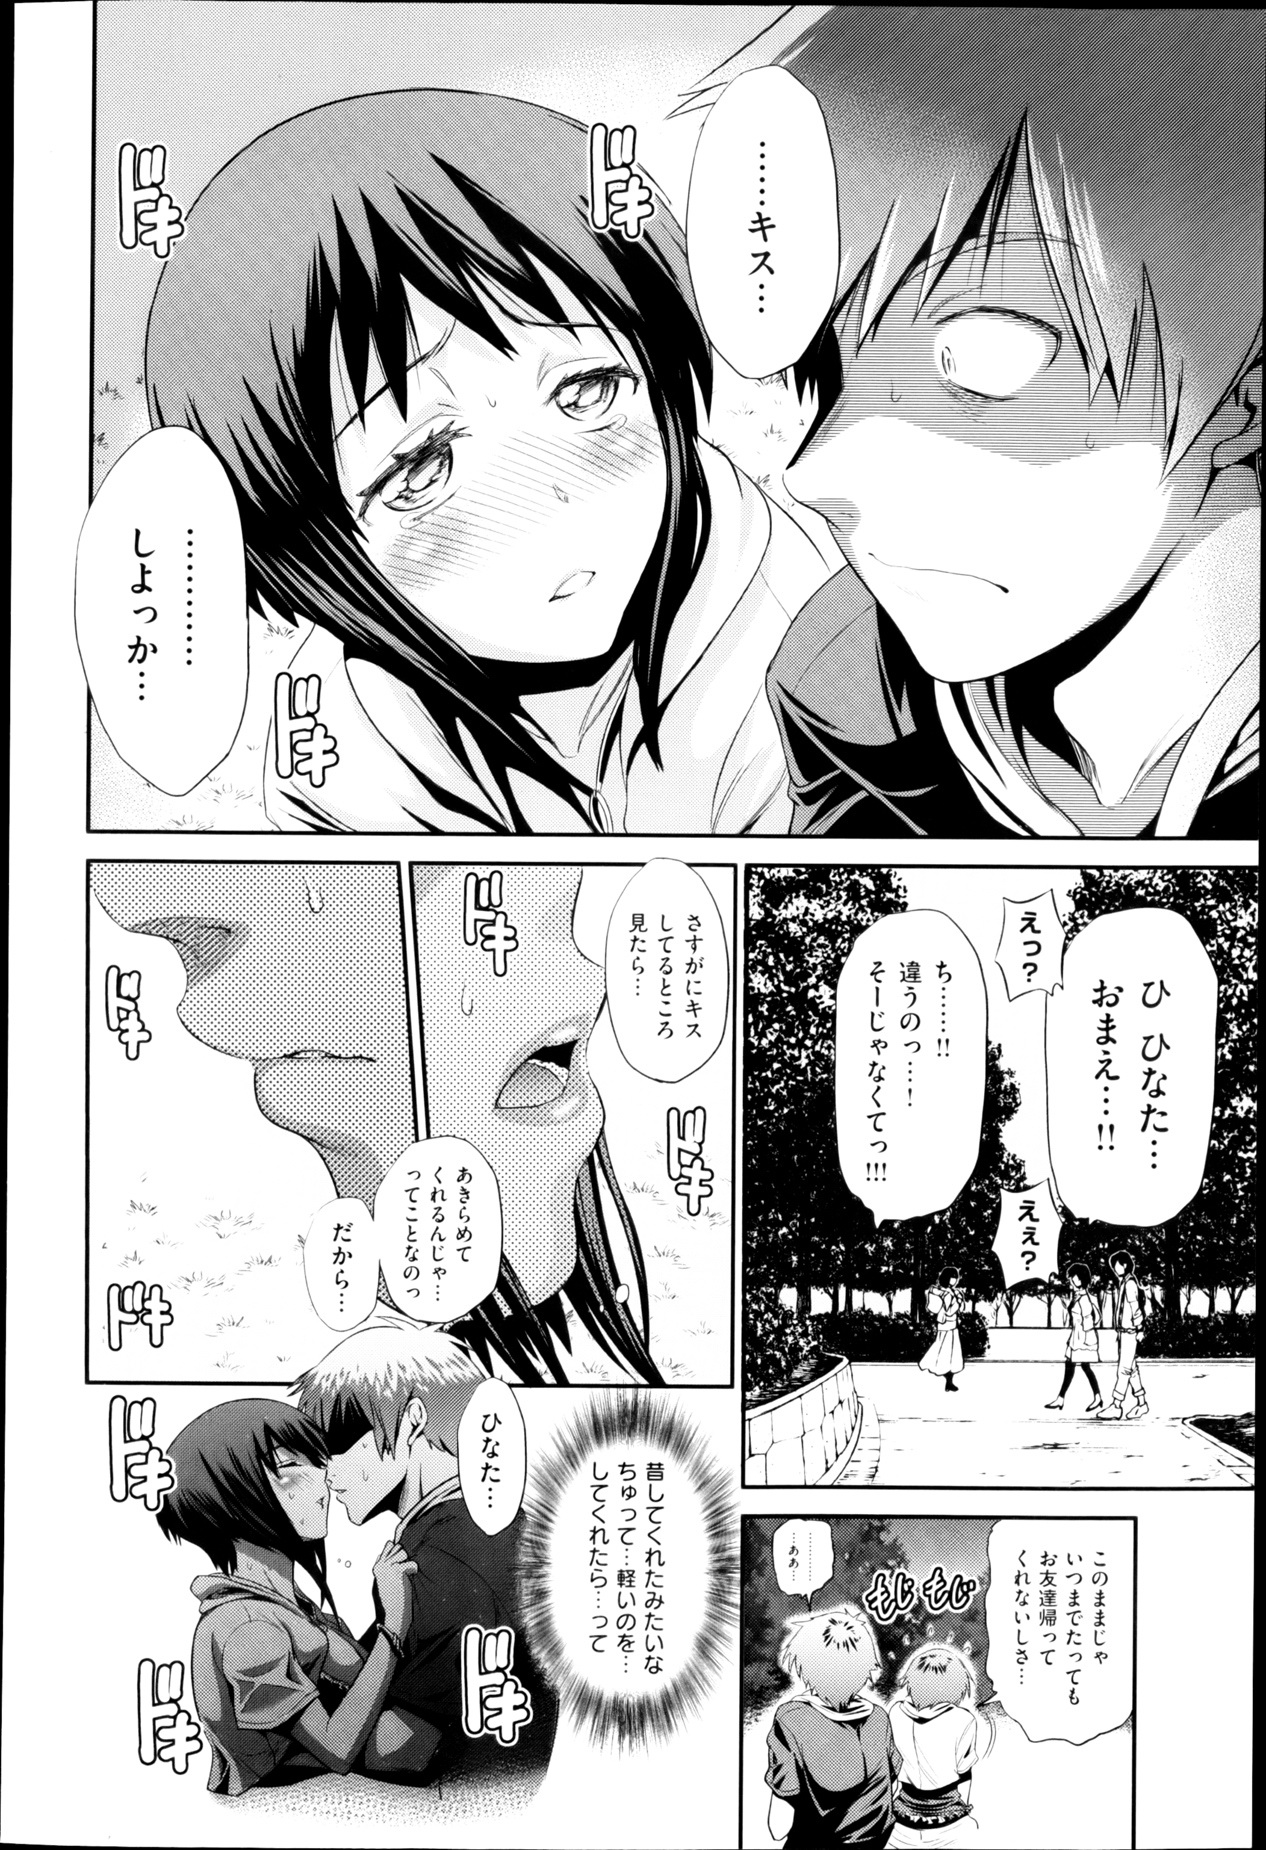 ……キス…
ドキ
ドキ
…………
しよっか…
ドキ
ひ ひなた…
おまえ…!!
えっ?
ええ?
ち……!!
違うのっ…!
そーじゃなくてっ!!!
このままじゃ
いつまでたっても
お友達帰って
くれないしさ…
もじ
もじ
……ああ…
さすがにキス
してるところ
見たら…
ドキ
ドキ
あきらめて
くれるんじゃ…
ってことなのっ
だから…
ドキ
ドキ
昔してくれたみたいな
ちゅって…軽いのを…
してくれたら…って
ひなた…
ドキ
ドキ
ドキ